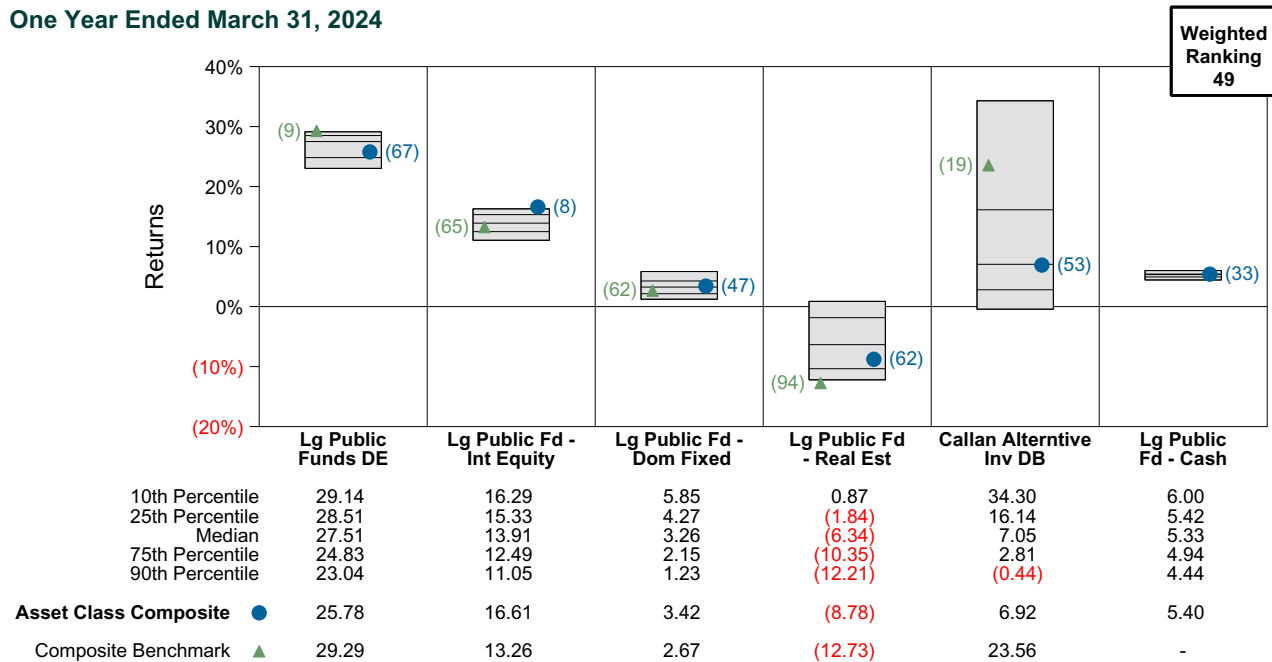 One Year Ended March 31, 2024
Weighted
Ranking
49
Returns
40%
30%
20%
10%
0%
(10%)
(20%)
(9)
(67)
(65)
(8)
(62)
(47)
(94)
(62)
(19)
(53)
(33)
Lg Public Funds DE
Lg Public Fd - Int Equity
Lg Public Fd - Dom Fixed
Lg Public Fd - Real Est
Callan Alterntive Inv DB
Lg Public Fd - Cash
10th Percentile 29.14 16.29 5.85 0.87 34.30 6.00
25th Percentile 28.51 15.33 4.27 (1.84) 16.14 5.42
Median 27.51 13.91 3.26 (6.34) 7.05 5.33
75th Percentile 24.83 12.49 2.15 (10.35) 2.81 4.94
90th Percentile 23.04 11.05 1.23 (12.21) (0.44) 4.44
Asset Class Composite 25.78 16.61 3.42 (8.78) 6.92 5.40
Composite Benchmark 29.29 13.26 2.67 (12.73) 23.56 -